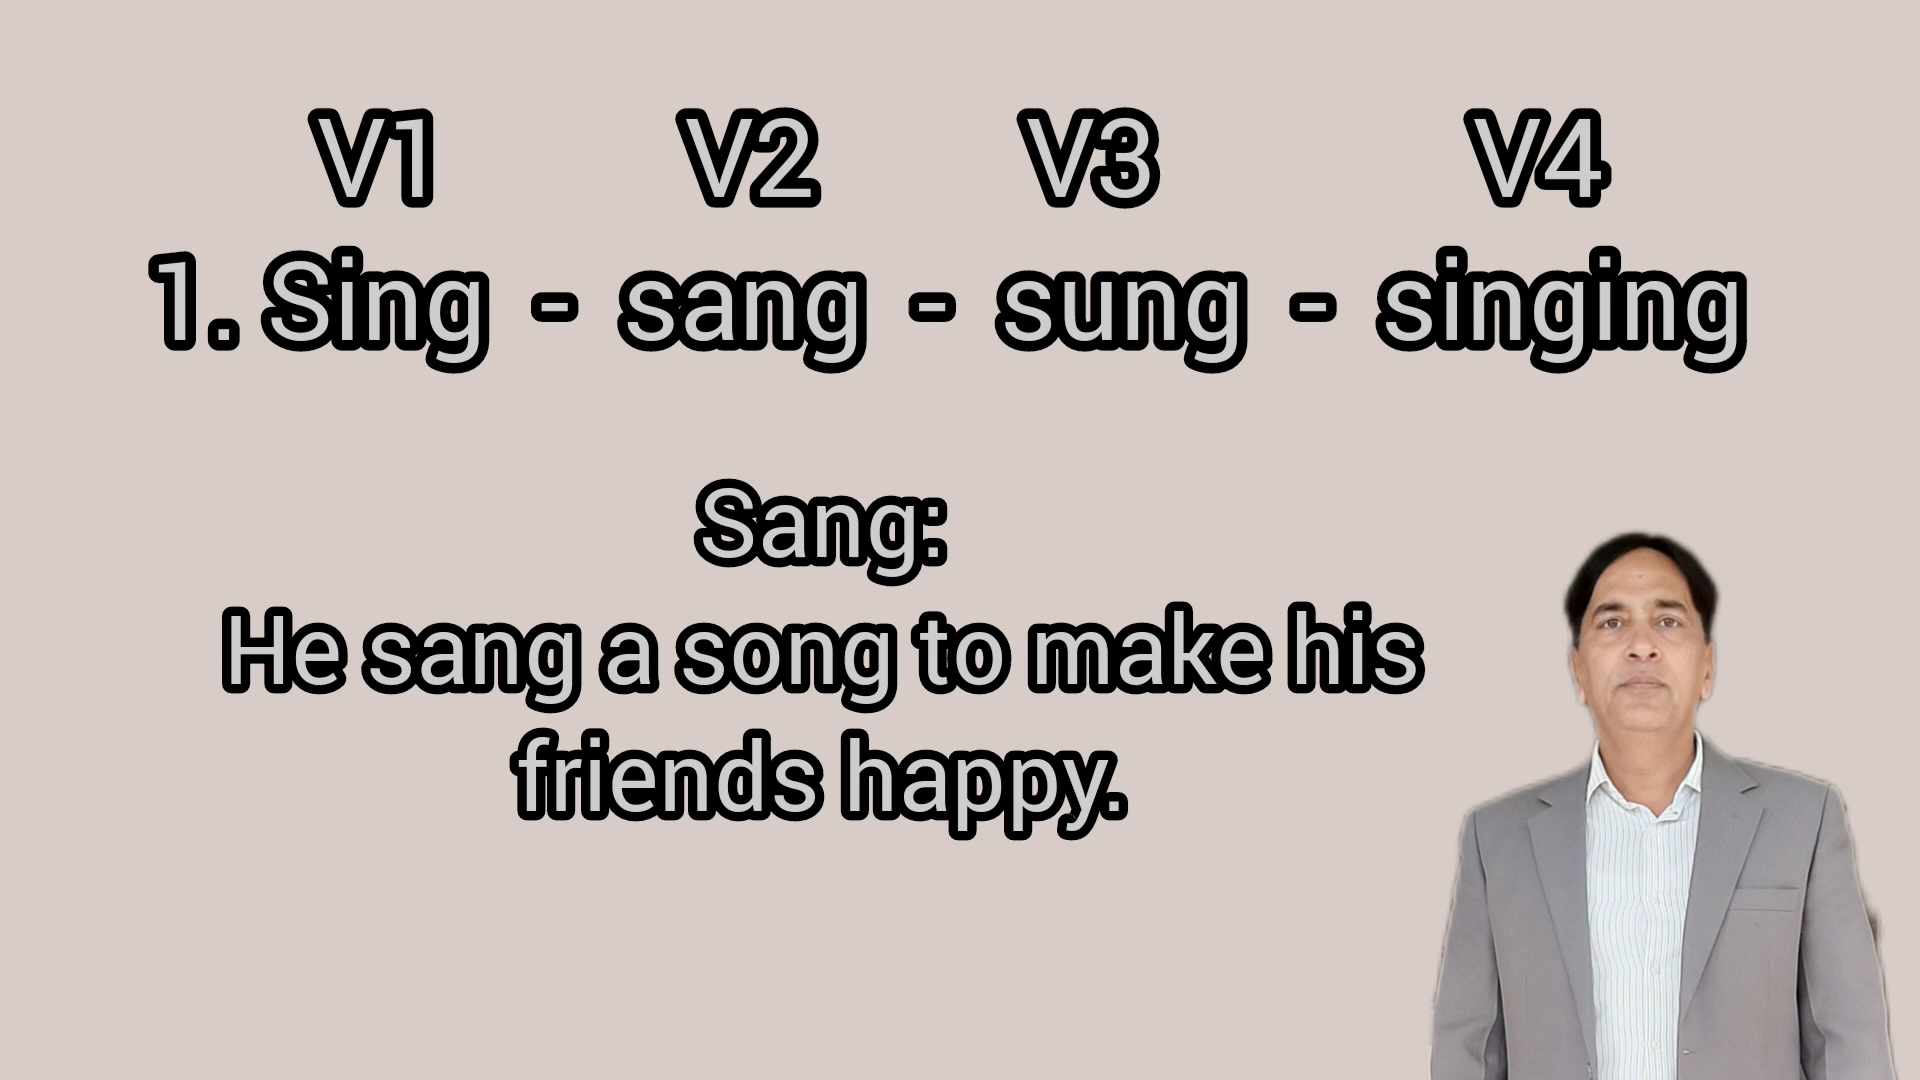 V1 V2 V3 V4
1. Sing - sang - sung - singing
Sang:
He sang a song to make his
friends happy.